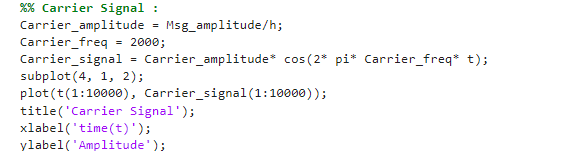 %% Carrier Signal :
Carrier_amplitude = Msg_amplitude/h;
Carrier_freq = 2000;
Carrier_signal = Carrier_amplitude* cos(2* pi* Carrier_freq* t);
subplot(4, 1, 2);
plot(t(1:10000), Carrier_signal(1:10000));
title('Carrier Signal');
xlabel('time(t)');
ylabel('Amplitude');